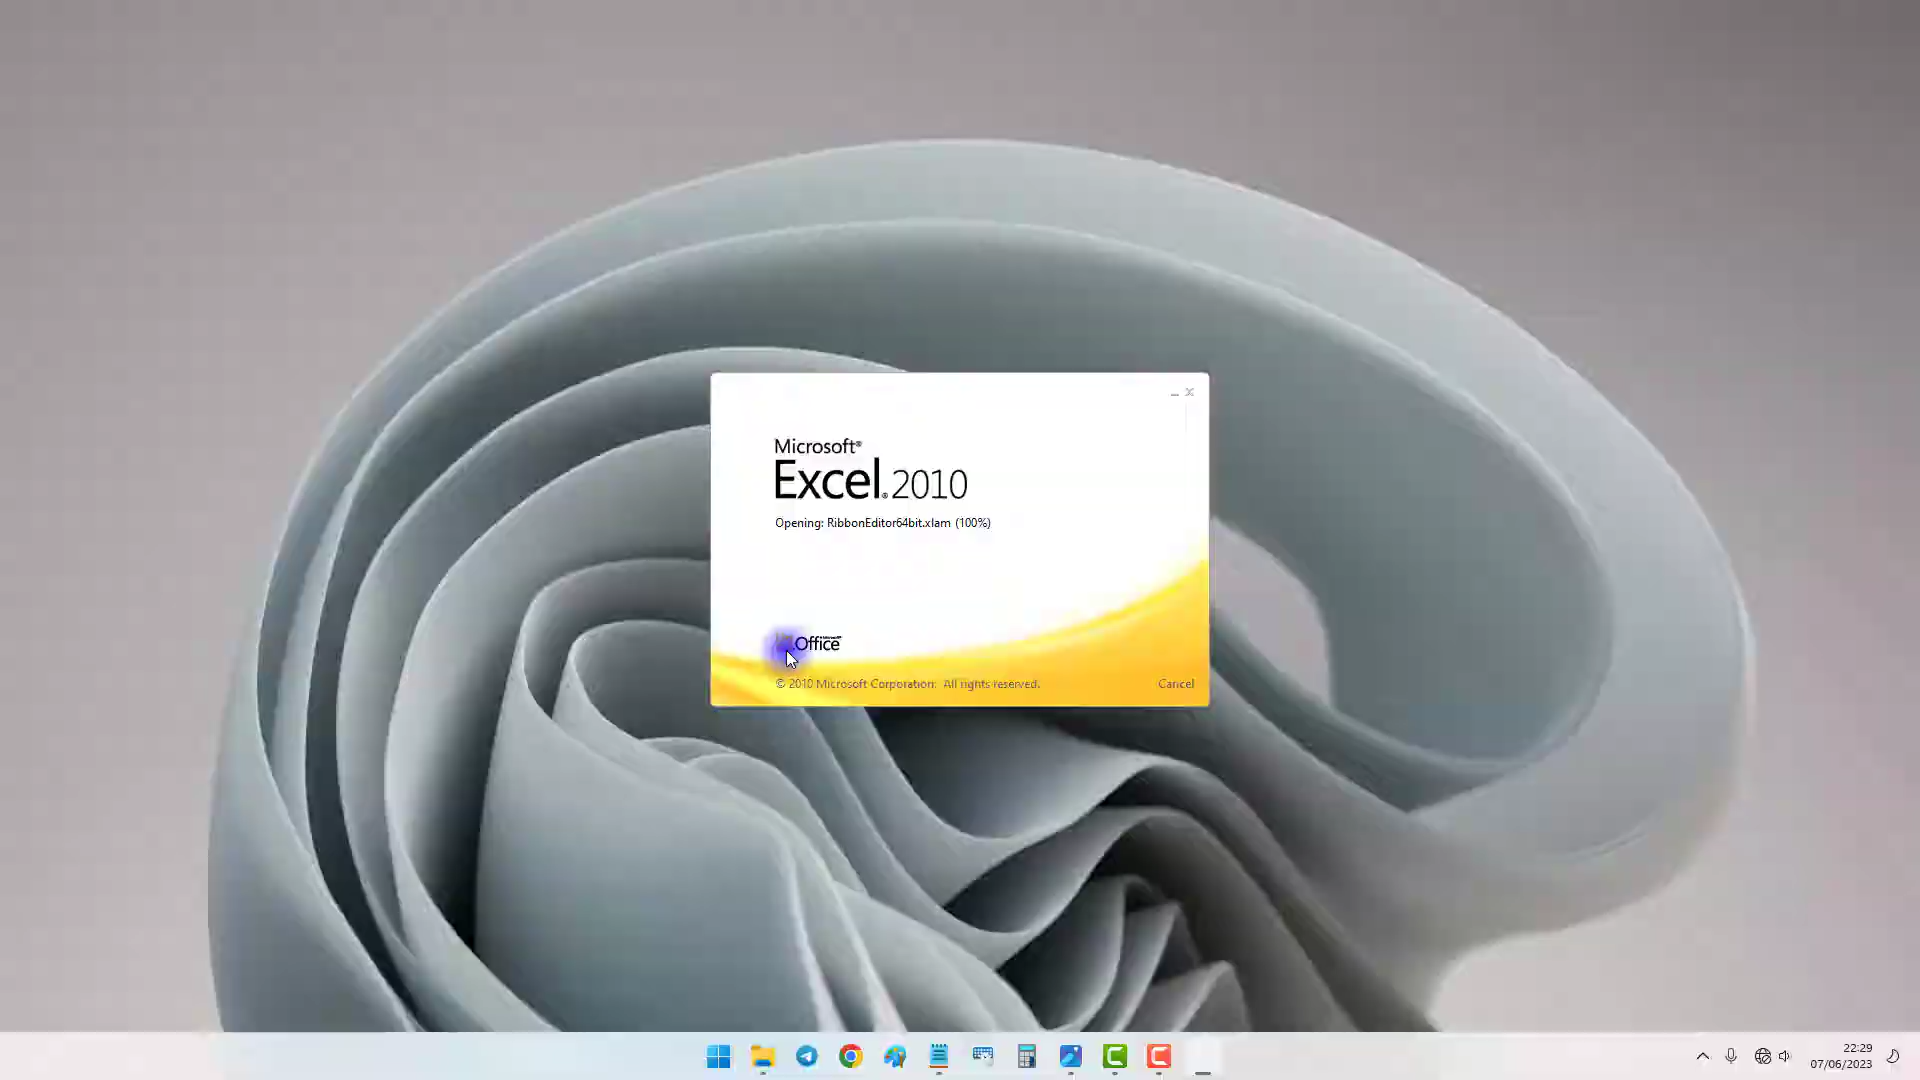 Microsoft®
Excel® 2010
Opening: RibbonEditor64bit.xlam (100%)
Office
© 2010 Microsoft Corporation. All rights reserved.
Cancel
22:29
07/06/2023